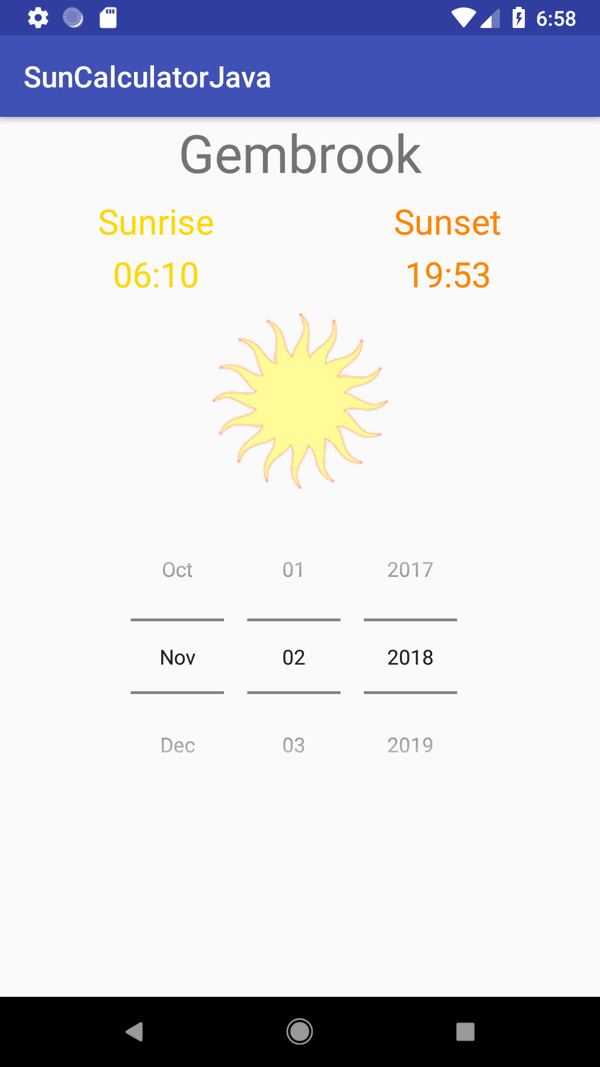 6:58
SunCalculatorJava
Gembrook
Sunrise Sunset
06:10 19:53
Oct 01 2017
Nov 02 2018
Dec 03 2019